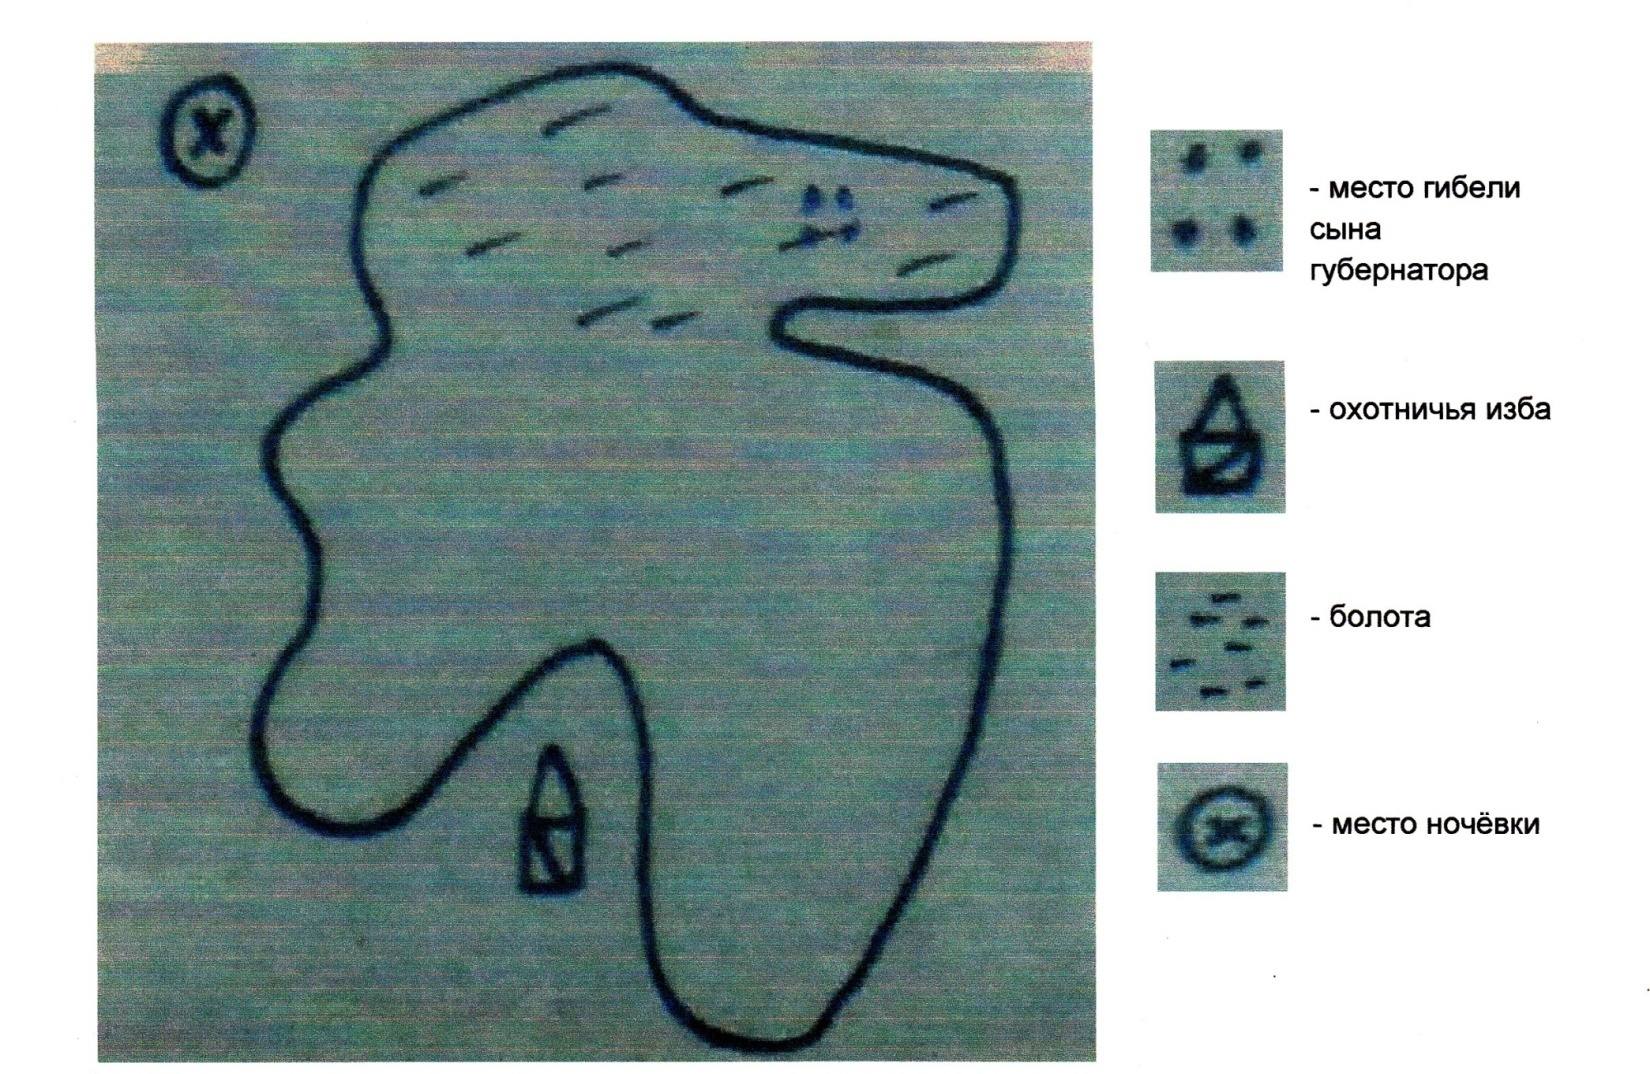 - место гибели
сына
губернатора
- охотничья изба
- болота
- место ночёвки